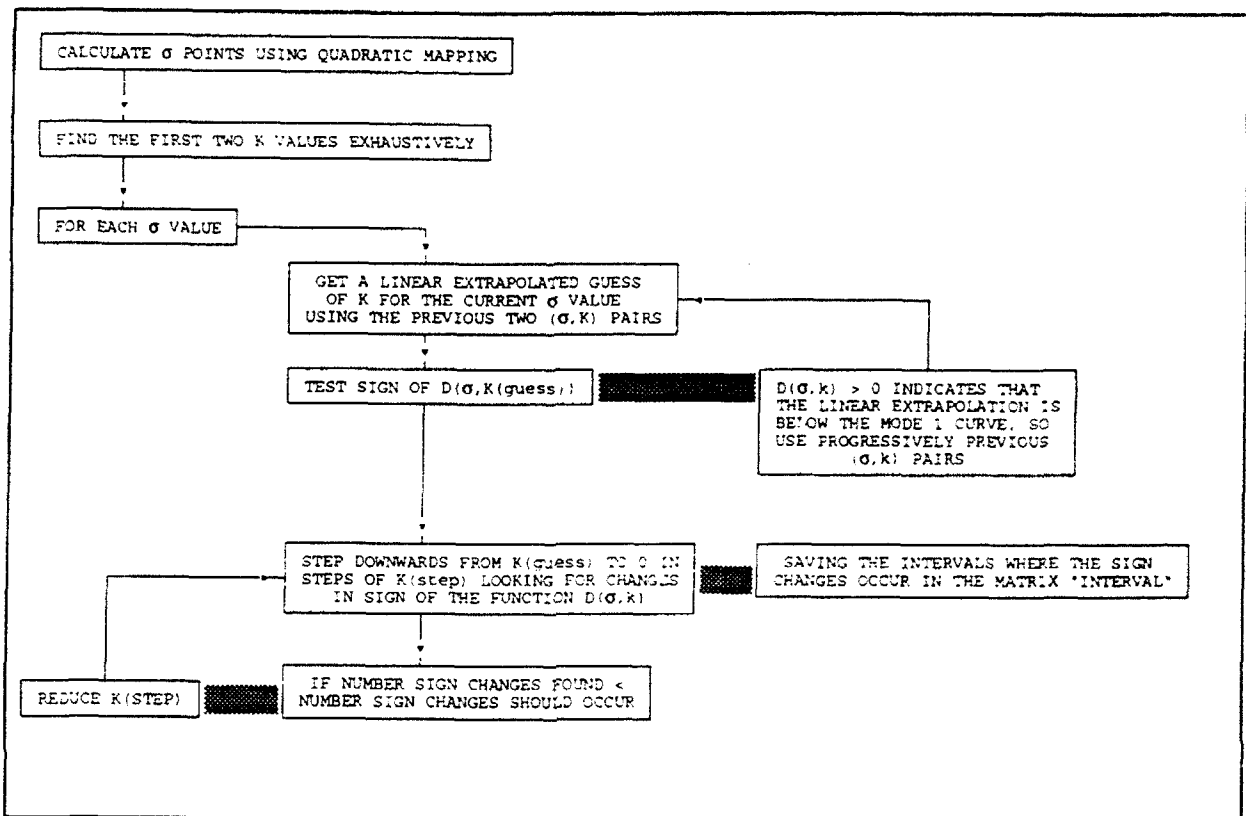 CALCULATE σ POINTS USING QUADRATIC MAPPING
FIND THE FIRST TWO K VALUES EXHAUSTIVELY
FOR EACH σ VALUE
GET A LINEAR EXTRAPOLATED GUESS
OF K FOR THE CURRENT σ VALUE
USING THE PREVIOUS TWO (σ,K) PAIRS
TEST SIGN OF D(σ,K(guess))
D(σ,k) > 0 INDICATES THAT
THE LINEAR EXTRAPOLATION IS
BELOW THE MODE 1 CURVE, SO
USE PROGRESSIVELY PREVIOUS
(σ,k) PAIRS
STEP DOWNWARDS FROM K(guess) TO 0 IN
STEPS OF K(step) LOOKING FOR CHANGES
IN SIGN OF THE FUNCTION D(σ,k)
SAVING THE INTERVALS WHERE THE SIGN
CHANGES OCCUR IN THE MATRIX "INTERVAL"
REDUCE K(STEP)
IF NUMBER SIGN CHANGES FOUND <
NUMBER SIGN CHANGES SHOULD OCCUR